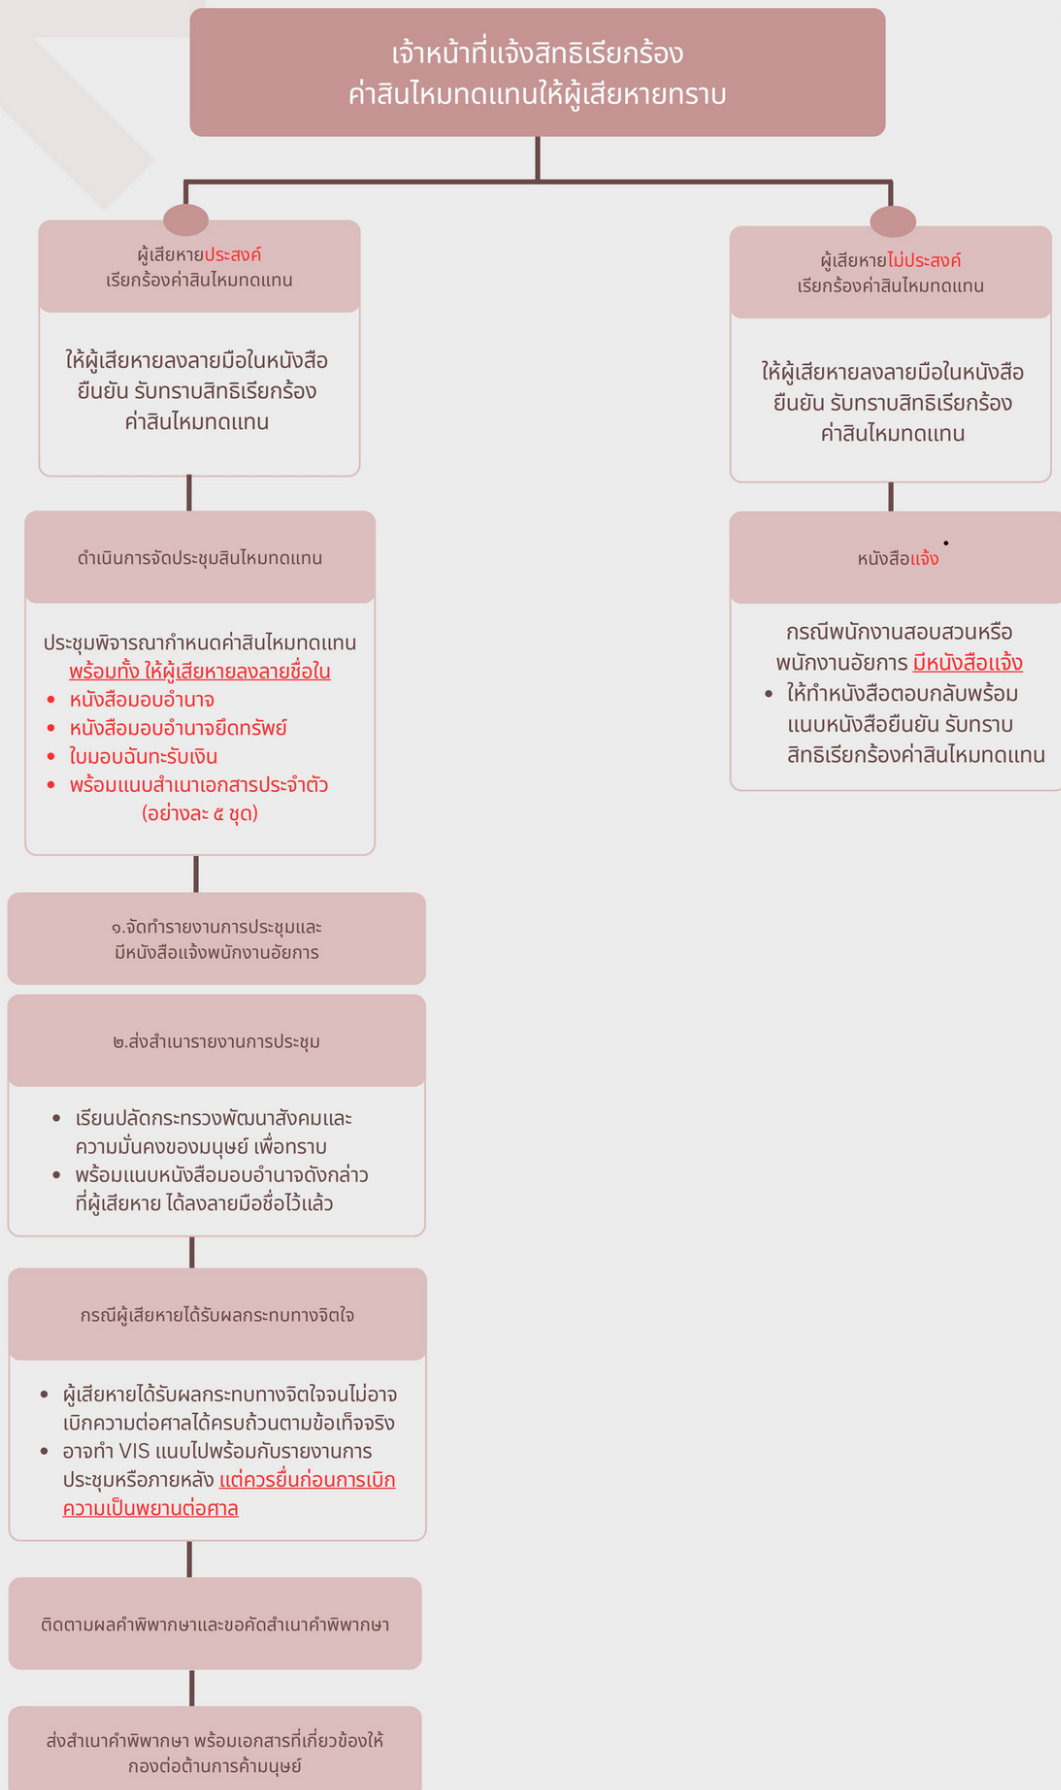 เจ้าหน้าที่แจ้งสิทธิเรียกร้อง
ค่าสินไหมทดแทนให้ผู้เสียหายทราบ
ผู้เสียหายประสงค์
เรียกร้องค่าสินไหมทดแทน
ให้ผู้เสียหายลงลายมือในหนังสือ
ยืนยัน รับทราบสิทธิเรียกร้อง
ค่าสินไหมทดแทน
ดำเนินการจัดประชุมสินไหมทดแทน
ประชุมพิจารณากำหนดค่าสินไหมทดแทน
พร้อมทั้ง ให้ผู้เสียหายลงลายชื่อใน
• หนังสือมอบอำนาจ
• หนังสือมอบอำนาจยึดทรัพย์
• ใบมอบฉันทะรับเงิน
• พร้อมแนบสำเนาเอกสารประจำตัว
(อย่างละ ๕ ชุด)
๑.จัดทำรายงานการประชุมและ
มีหนังสือแจ้งพนักงานอัยการ
๒.ส่งสำเนารายงานการประชุม
• เรียนปลัดกระทรวงพัฒนาสังคมและ
ความมั่นคงของมนุษย์ เพื่อทราบ
• พร้อมแนบหนังสือมอบอำนาจดังกล่าว
ที่ผู้เสียหาย ได้ลงลายมือชื่อไว้แล้ว
กรณีผู้เสียหายได้รับผลกระทบทางจิตใจ
• ผู้เสียหายได้รับผลกระทบทางจิตใจจนไม่อาจ
เบิกความต่อศาลได้ครบถ้วนตามข้อเท็จจริง
• อาจทำ VIS แนบไปพร้อมกับรายงานการ
ประชุมหรือภายหลัง แต่ควรยื่นก่อนการเบิก
ความเป็นพยานต่อศาล
ติดตามผลคำพิพากษาและขอคัดสำเนาคำพิพากษา
ส่งสำเนาคำพิพากษา พร้อมเอกสารที่เกี่ยวข้องให้
กองต่อต้านการค้ามนุษย์
ผู้เสียหายไม่ประสงค์
เรียกร้องค่าสินไหมทดแทน
ให้ผู้เสียหายลงลายมือในหนังสือ
ยืนยัน รับทราบสิทธิเรียกร้อง
ค่าสินไหมทดแทน
หนังสือแจ้ง
กรณีพนักงานสอบสวนหรือ
พนักงานอัยการ มีหนังสือแจ้ง
• ให้ทำหนังสือตอบกลับพร้อม
แนบหนังสือยืนยัน รับทราบ
สิทธิเรียกร้องค่าสินไหมทดแทน